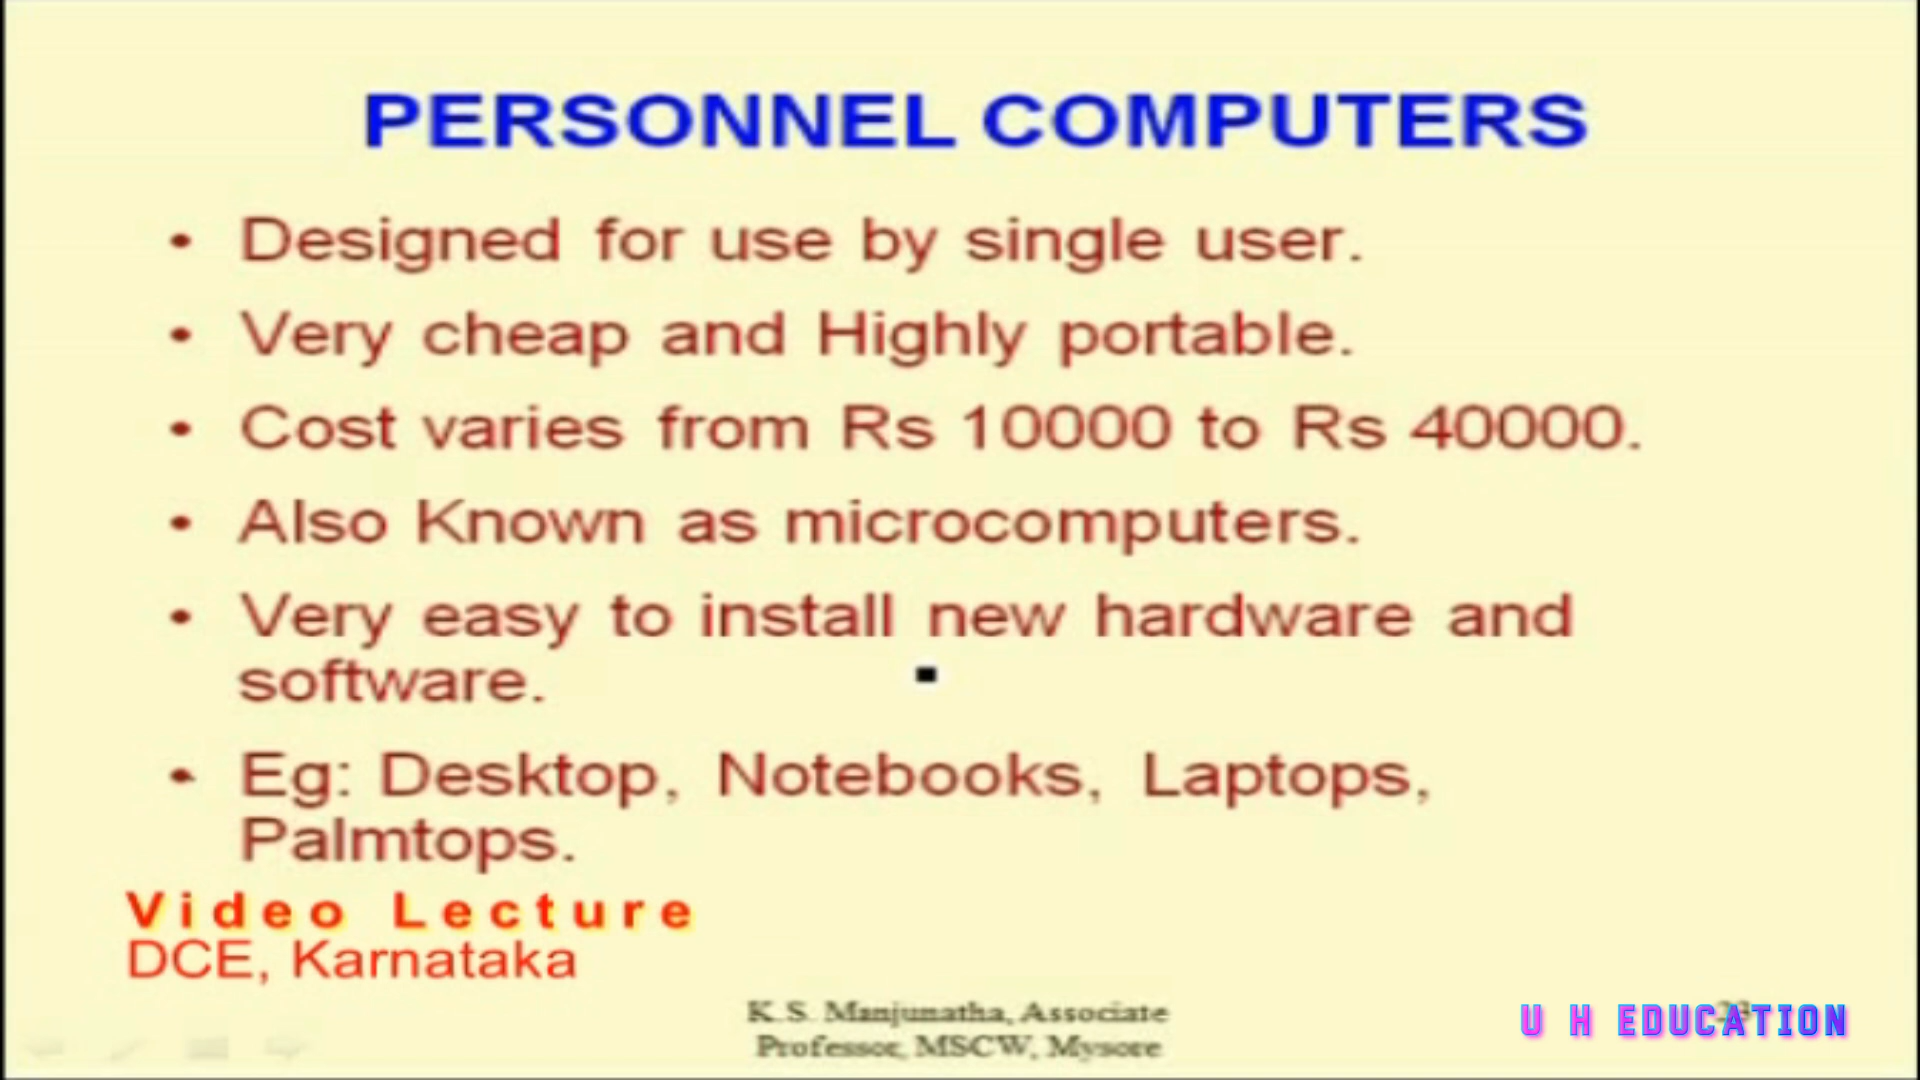 PERSONNEL COMPUTERS
• Designed for use by single user.
• Very cheap and Highly portable.
• Cost varies from Rs 10000 to Rs 40000.
• Also Known as microcomputers.
• Very easy to install new hardware and
software.
• Eg: Desktop, Notebooks, Laptops,
Palmtops.
Video Lecture
DCE, Karnataka
K.S. Manjunatha, Associate
Professor, MSCW, Mysore
U H EDUCATION